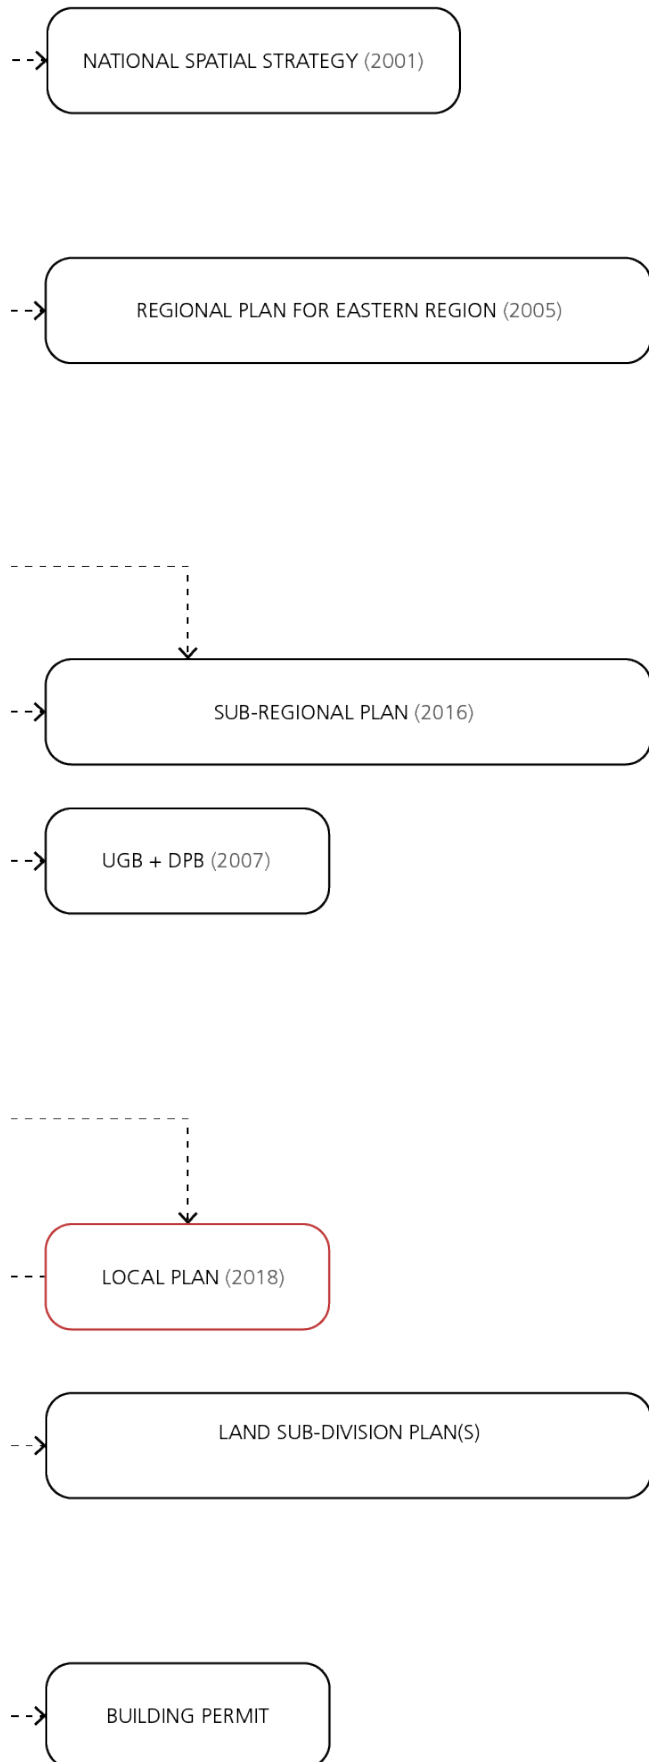 NATIONAL SPATIAL STRATEGY (2001)
REGIONAL PLAN FOR EASTERN REGION (2005)
SUB-REGIONAL PLAN (2016)
UGB + DPB (2007)
LOCAL PLAN (2018)
LAND SUB-DIVISION PLAN(S)
BUILDING PERMIT